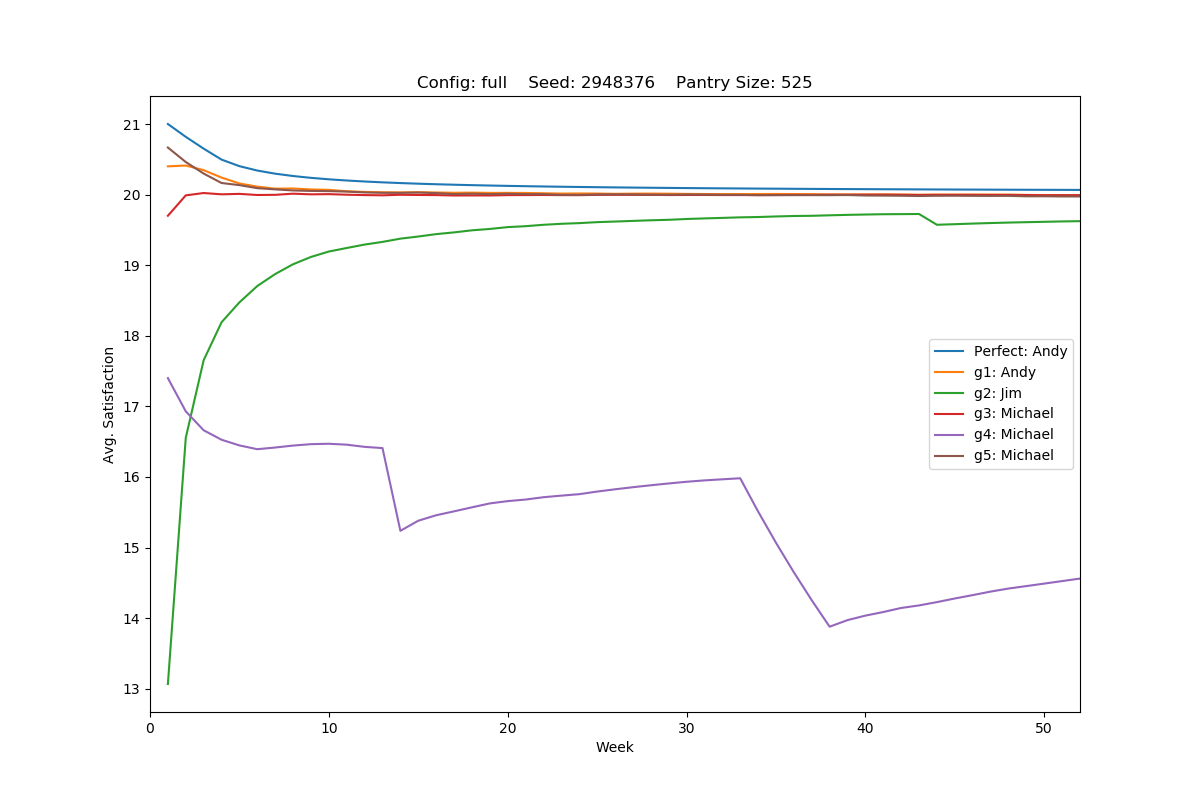 Config: full    Seed: 2948376    Pantry Size: 525
21
20
19
18
17
16
15
14
13
Avg. Satisfaction
Perfect: Andy
g1: Andy
g2: Jim
g3: Michael
g4: Michael
g5: Michael
0 10 20 30 40 50
Week